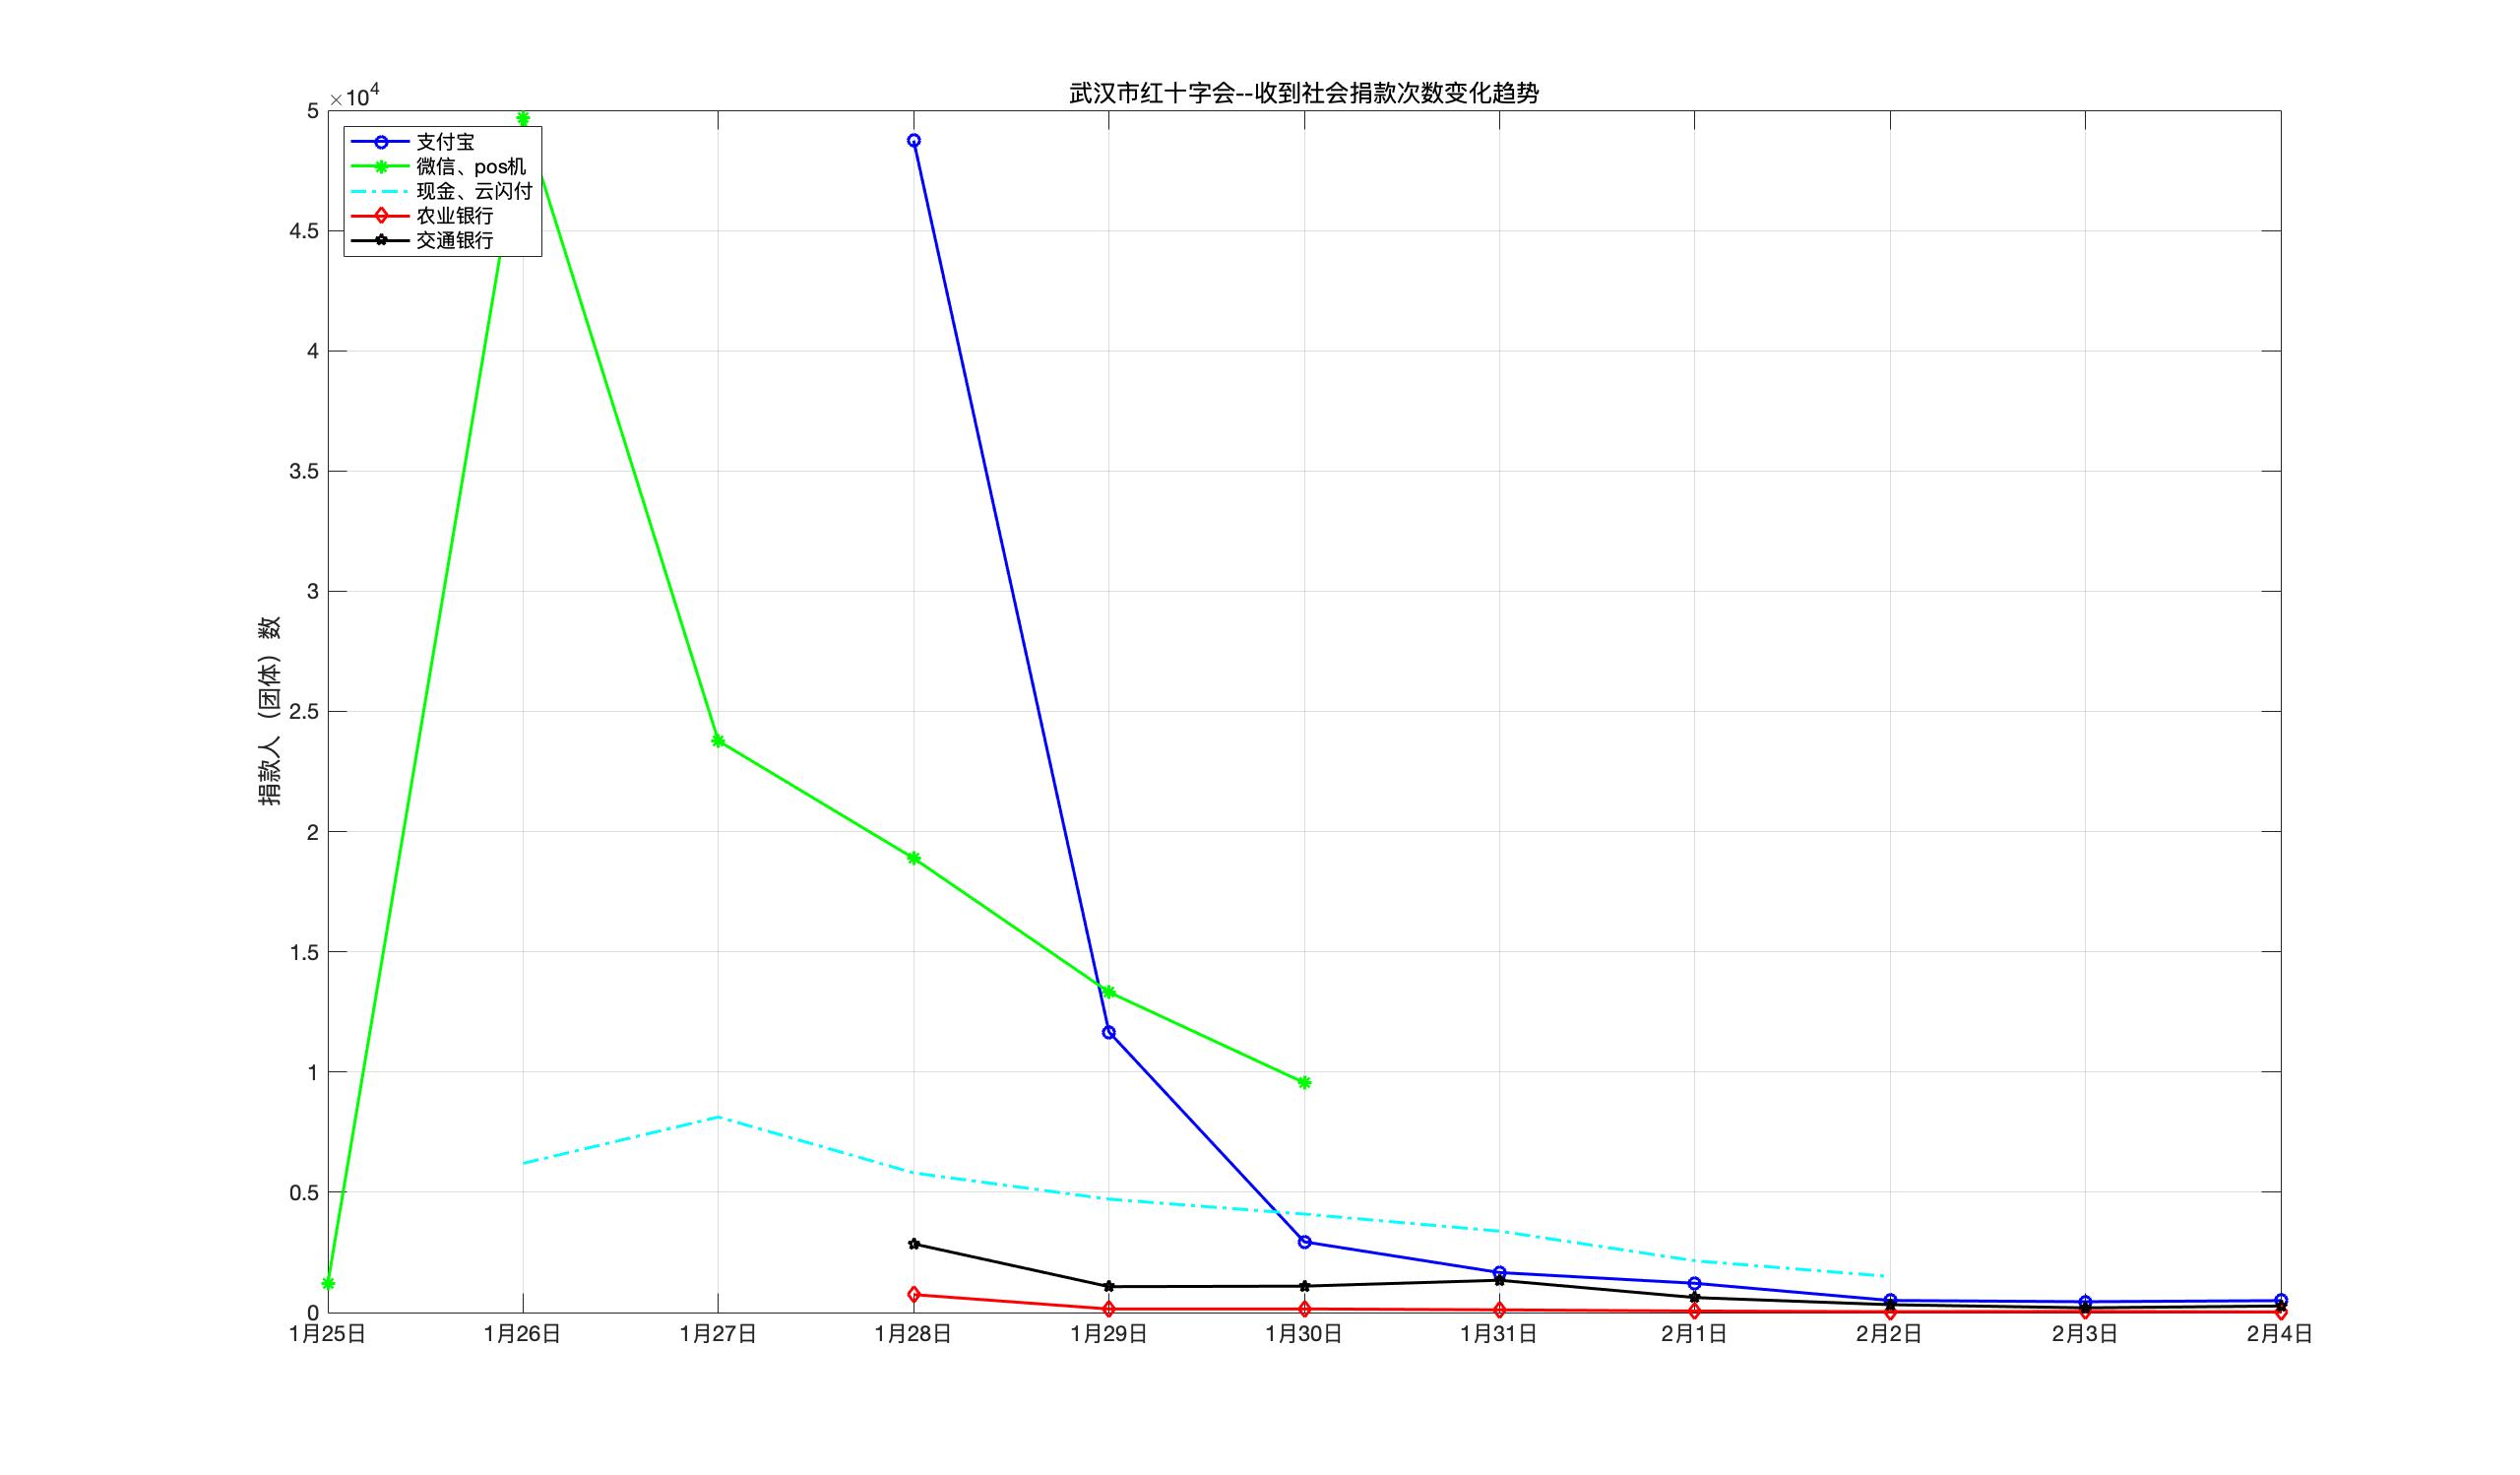 武汉市红十字会--收到社会捐款次数变化趋势
×10⁴
5
4.5
4
3.5
3
2.5
2
1.5
1
0.5
0
捐款人（团体）数
支付宝
微信、pos机
现金、云闪付
农业银行
交通银行
1月25日 1月26日 1月27日 1月28日 1月29日 1月30日 1月31日 2月1日 2月2日 2月3日 2月4日